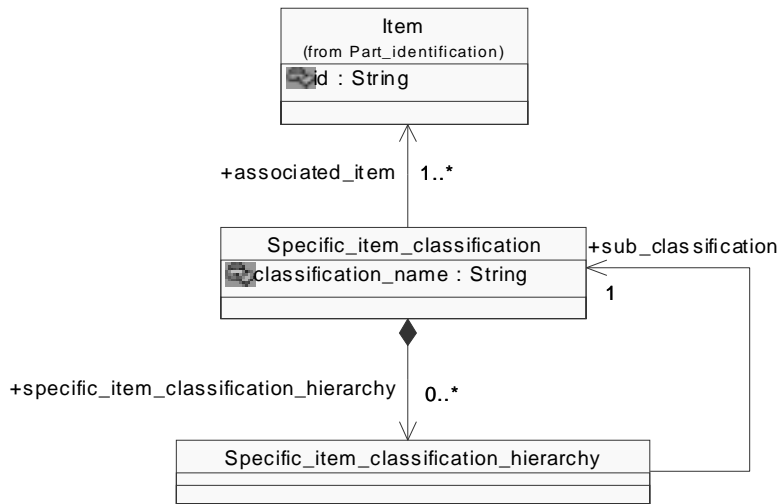 Item
(from Part_identification)
id : String
+associated_item
1..*
Specific_item_classification
+sub_classification
classification_name : String
1
+specific_item_classification_hierarchy
0..*
Specific_item_classification_hierarchy